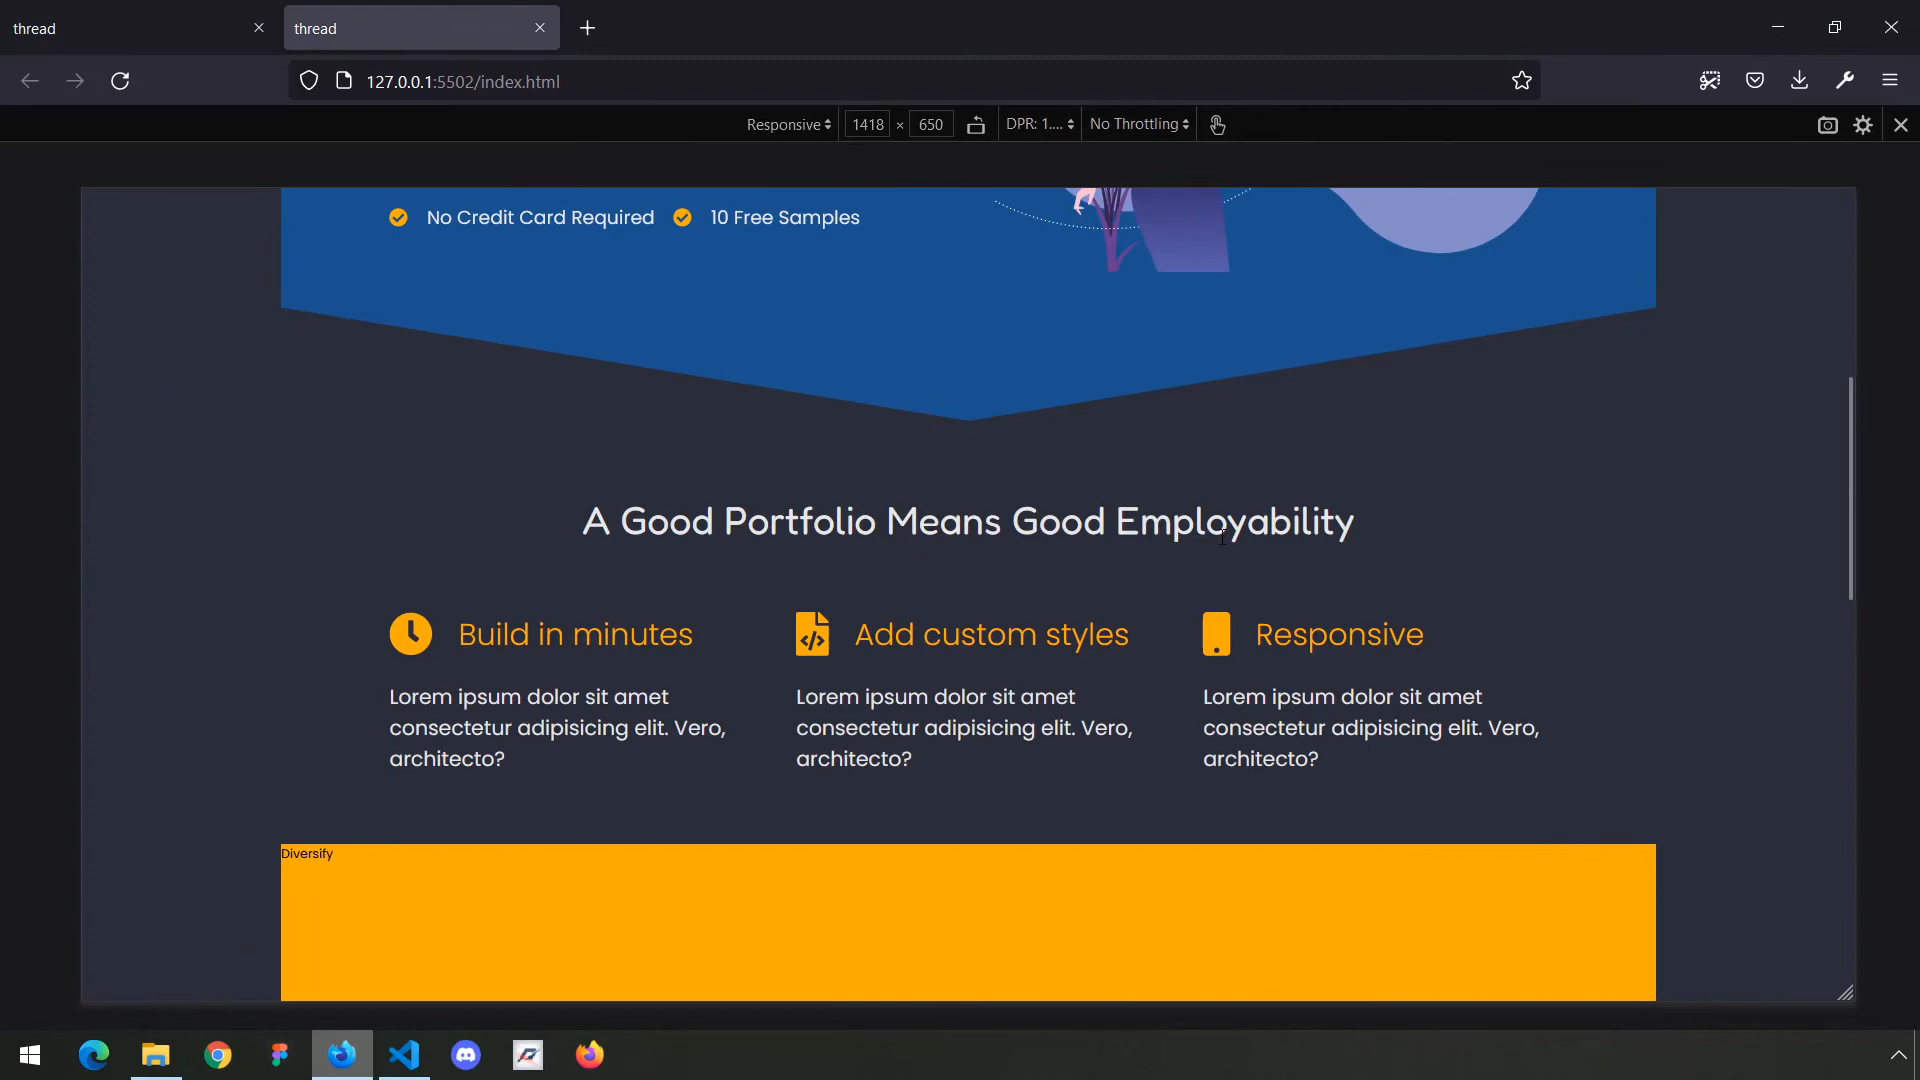 thread
thread
127.0.0.1:5502/index.html
Responsive 1418 × 650 DPR: 1.... No Throttling
No Credit Card Required 10 Free Samples
A Good Portfolio Means Good Employability
Build in minutes
Lorem ipsum dolor sit amet
consectetur adipisicing elit. Vero,
architecto?
Add custom styles
Lorem ipsum dolor sit amet
consectetur adipisicing elit. Vero,
architecto?
Responsive
Lorem ipsum dolor sit amet
consectetur adipisicing elit. Vero,
architecto?
Diversify